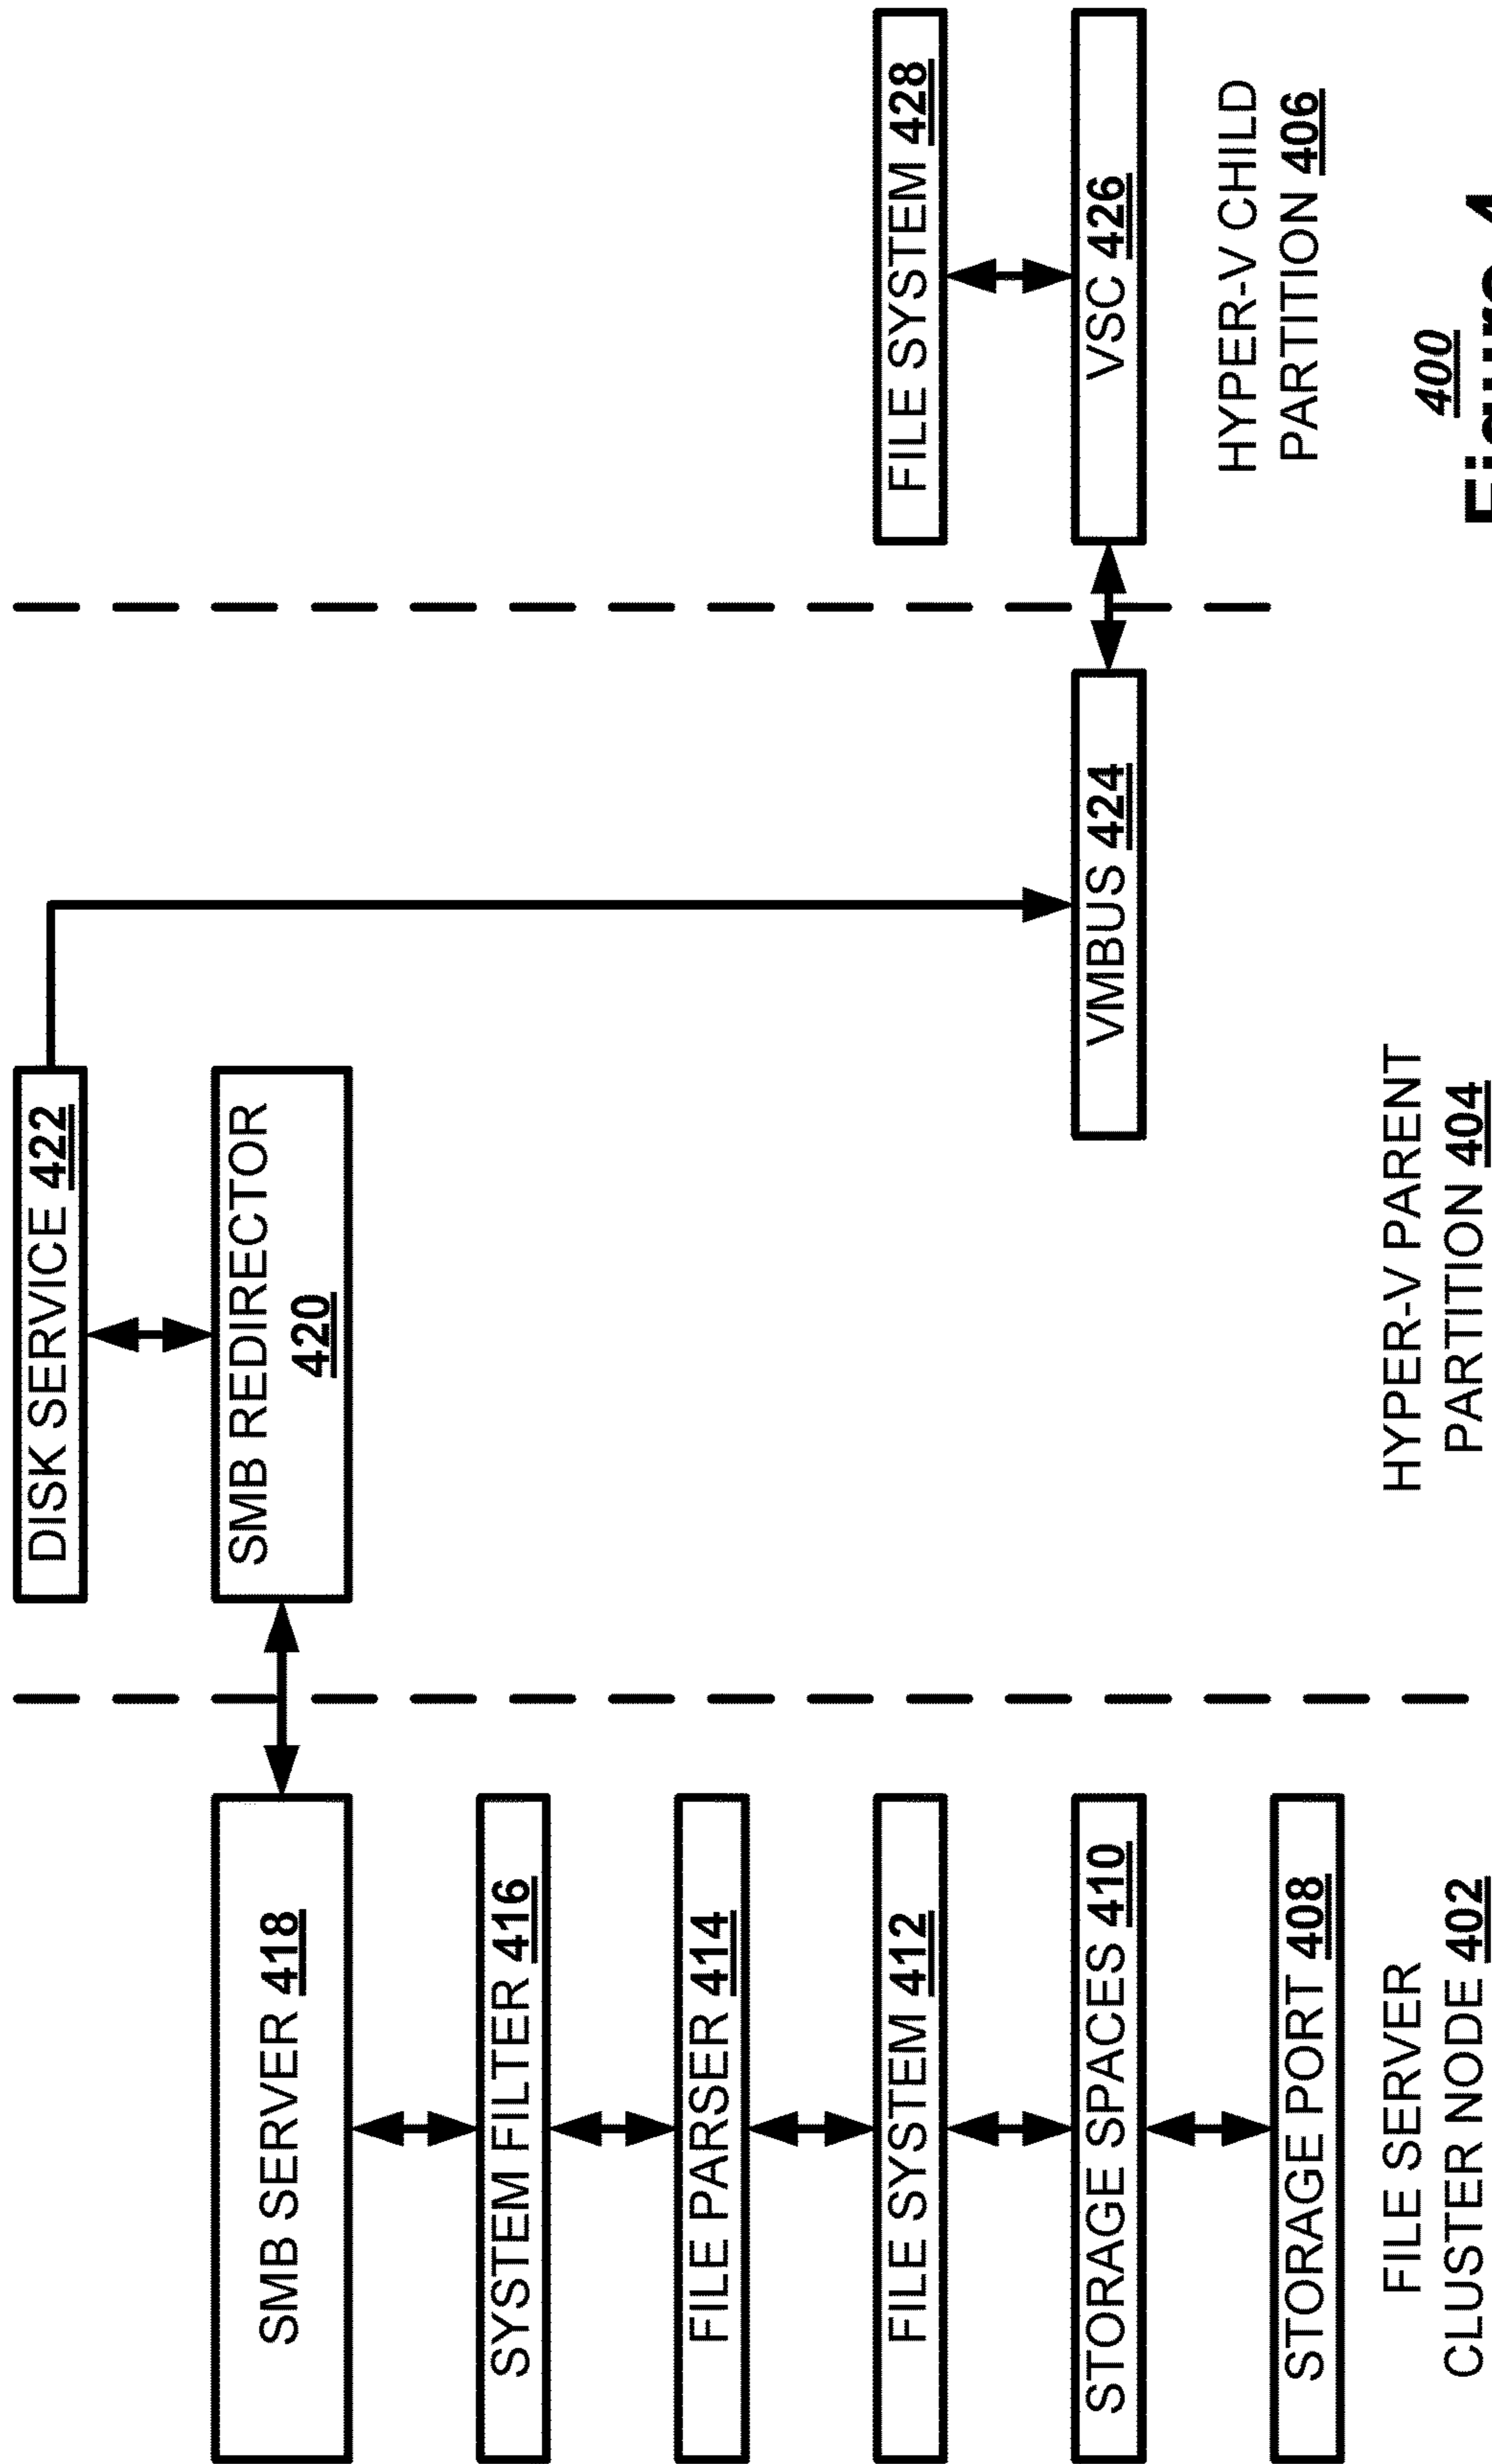 SMB SERVER 418
SYSTEM FILTER 416
FILE PARSER 414
FILE SYSTEM 412
STORAGE SPACES 410
STORAGE PORT 408
FILE SERVER
CLUSTER NODE 402
DISK SERVICE 422
SMB REDIRECTOR
420
VMBUS 424
HYPER-V PARENT
PARTITION 404
FILE SYSTEM 428
VSC 426
HYPER-V CHILD
PARTITION 406
400
Figure 4